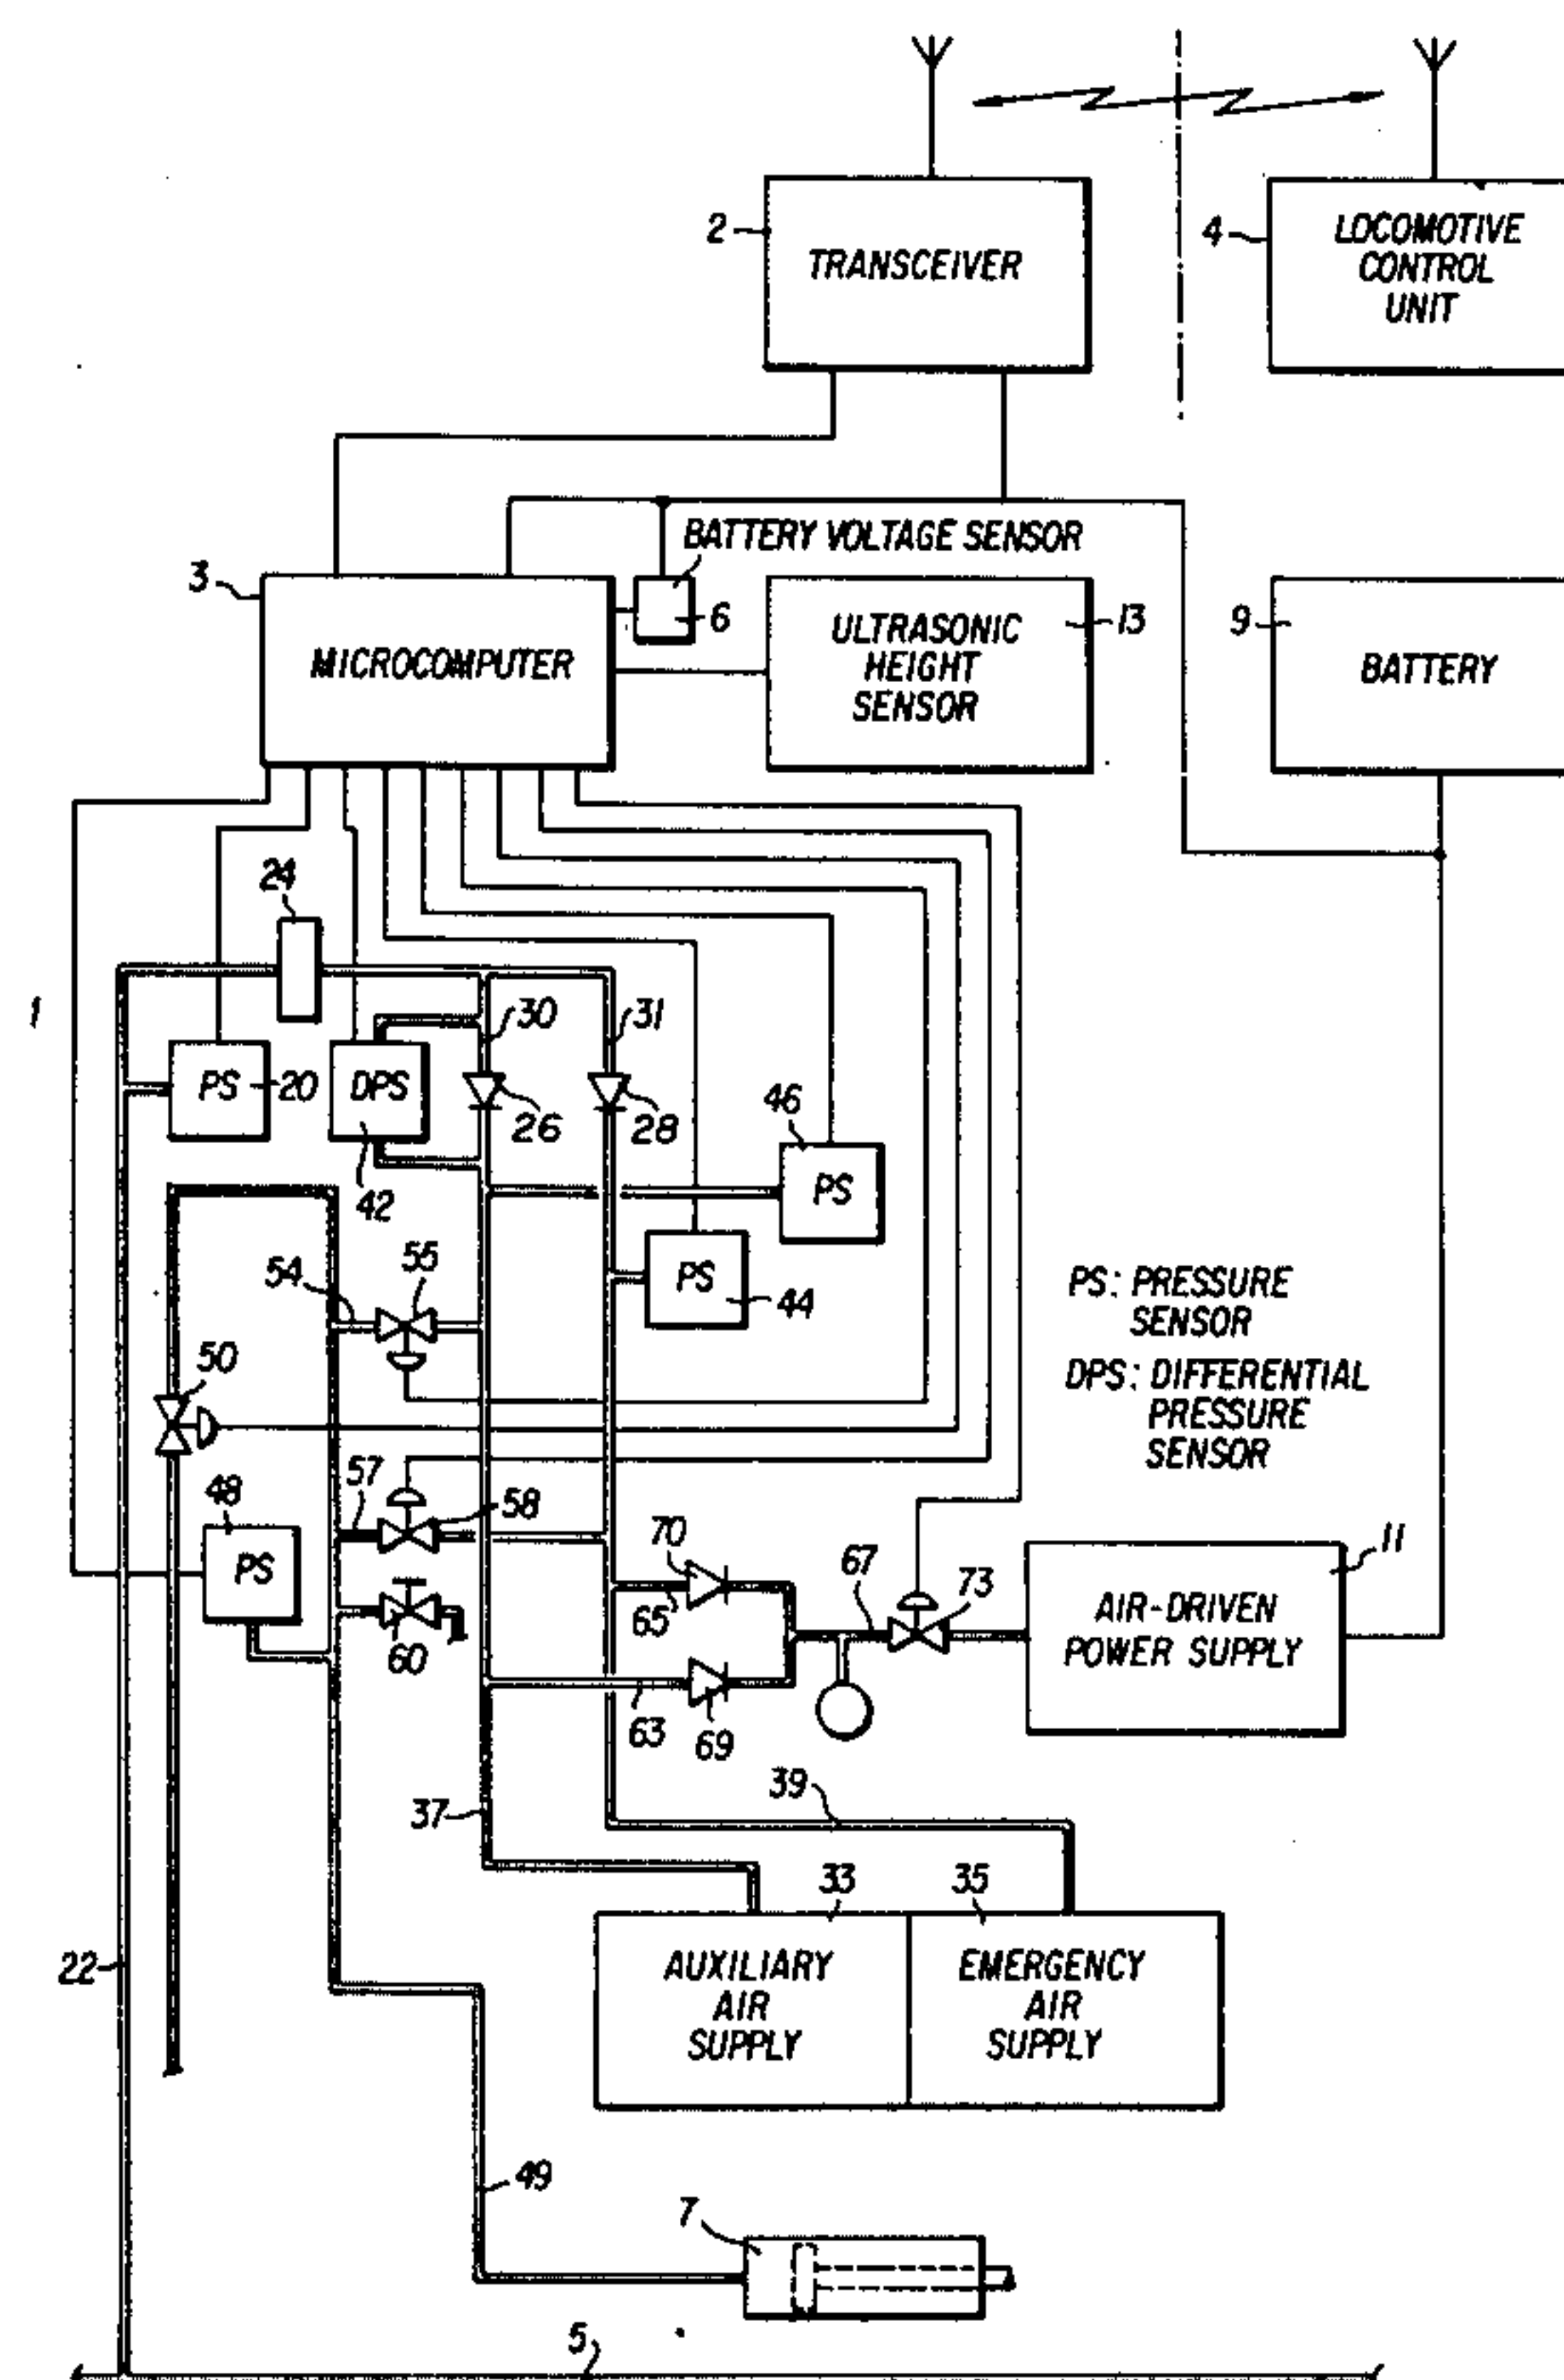 2
TRANSCEIVER
4
LOCOMOTIVE
CONTROL
UNIT
BATTERY VOLTAGE SENSOR
3
MICROCOMPUTER
6
ULTRASONIC
HEIGHT
SENSOR
13
9
BATTERY
24
1
30
31
PS
20
DPS
26
28
46
42
PS
54
55
PS
44
PS: PRESSURE
SENSOR
DPS: DIFFERENTIAL
PRESSURE
SENSOR
50
48
57
58
PS
70
67
73
11
65
60
AIR-DRIVEN
POWER SUPPLY
63
69
37
39
33
35
22
AUXILIARY
AIR
SUPPLY
EMERGENCY
AIR
SUPPLY
49
7
5